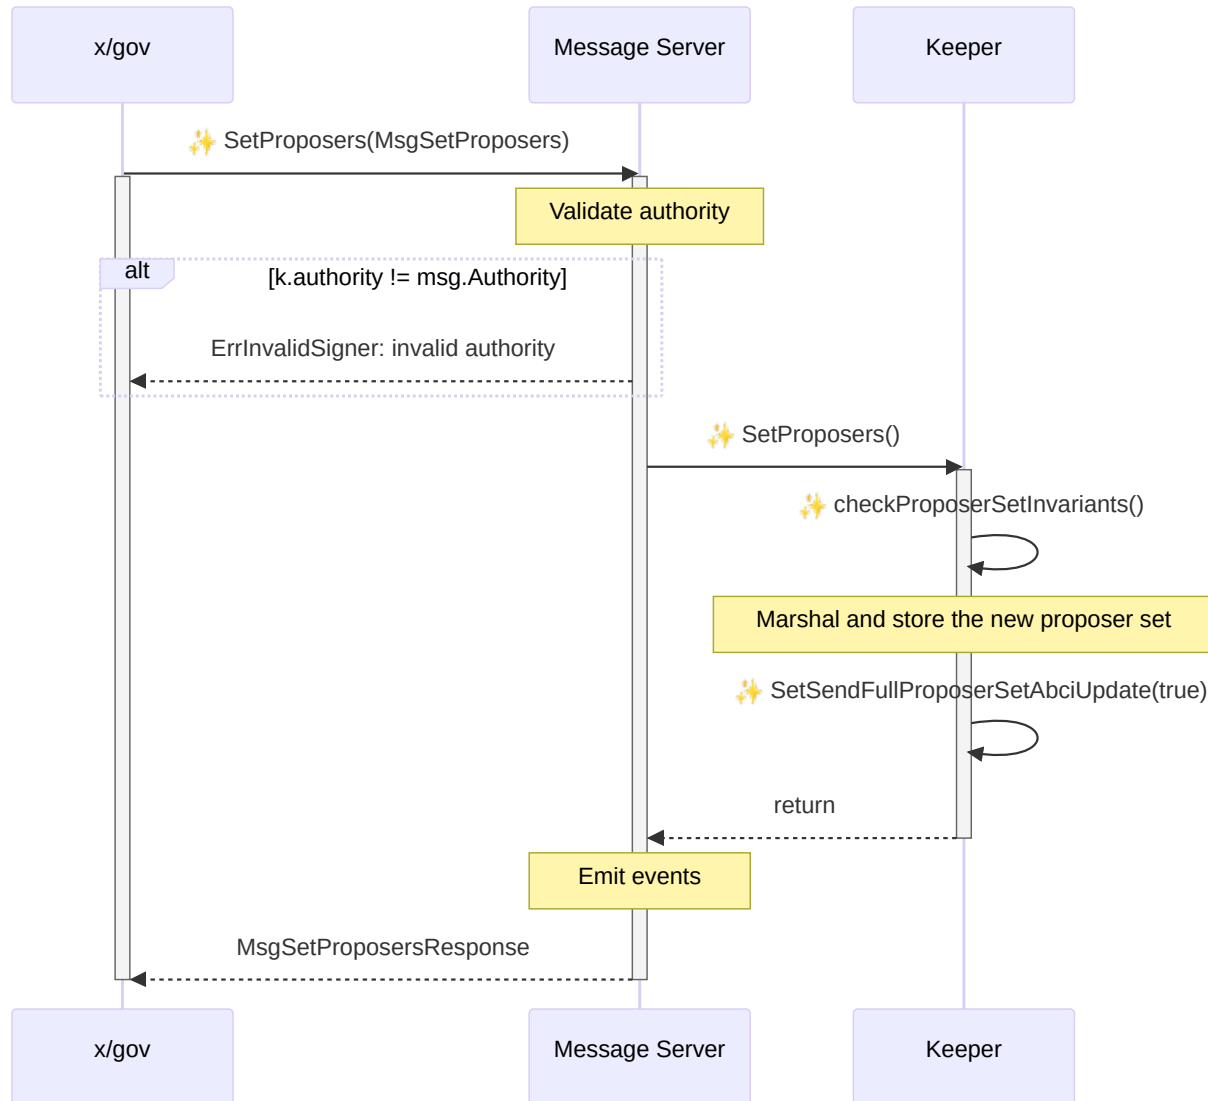 x/gov
Message Server
Keeper
✨ SetProposers(MsgSetProposers)
Validate authority
alt
[k.authority != msg.Authority]
ErrInvalidSigner: invalid authority
✨ SetProposers()
✨ checkProposerSetInvariants()
Marshal and store the new proposer set
✨ SetSendFullProposerSetAbciUpdate(true)
return
Emit events
MsgSetProposersResponse
x/gov
Message Server
Keeper